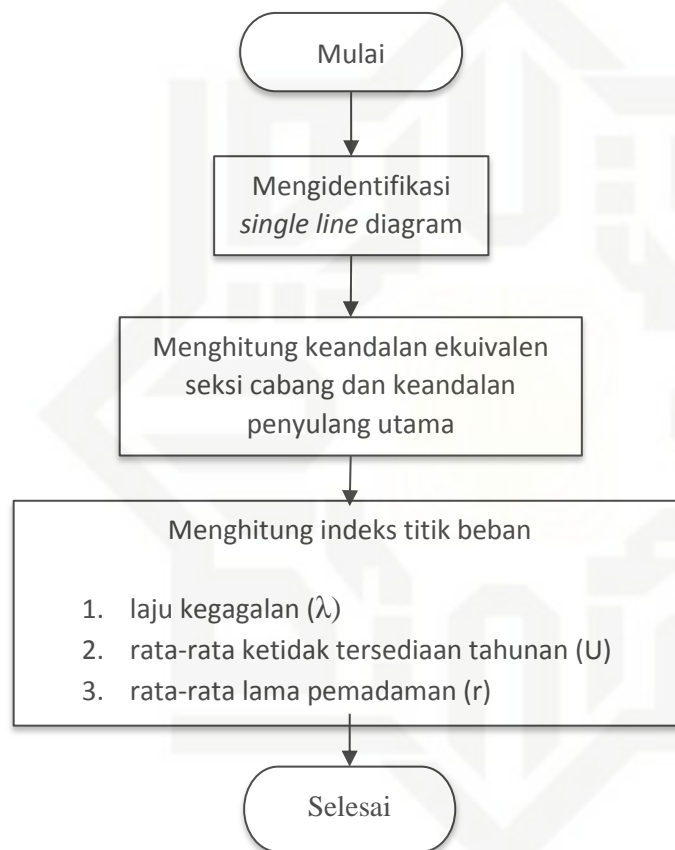 Mulai
Mengidentifikasi
single line diagram
Menghitung keandalan ekuivalen
seksi cabang dan keandalan
penyulang utama
Menghitung indeks titik beban
1. laju kegagalan (λ)
2. rata-rata ketidak tersediaan tahunan (U)
3. rata-rata lama pemadaman (r)
Selesai